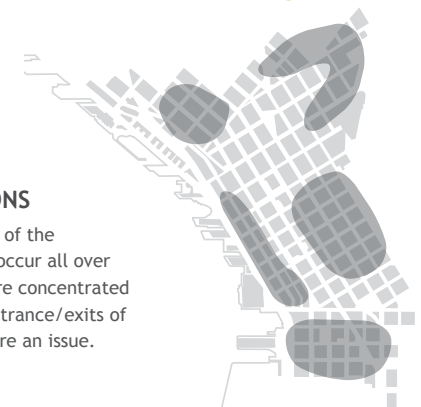 ONS
of the
occur all over
re concentrated
trance/exits of
re an issue.